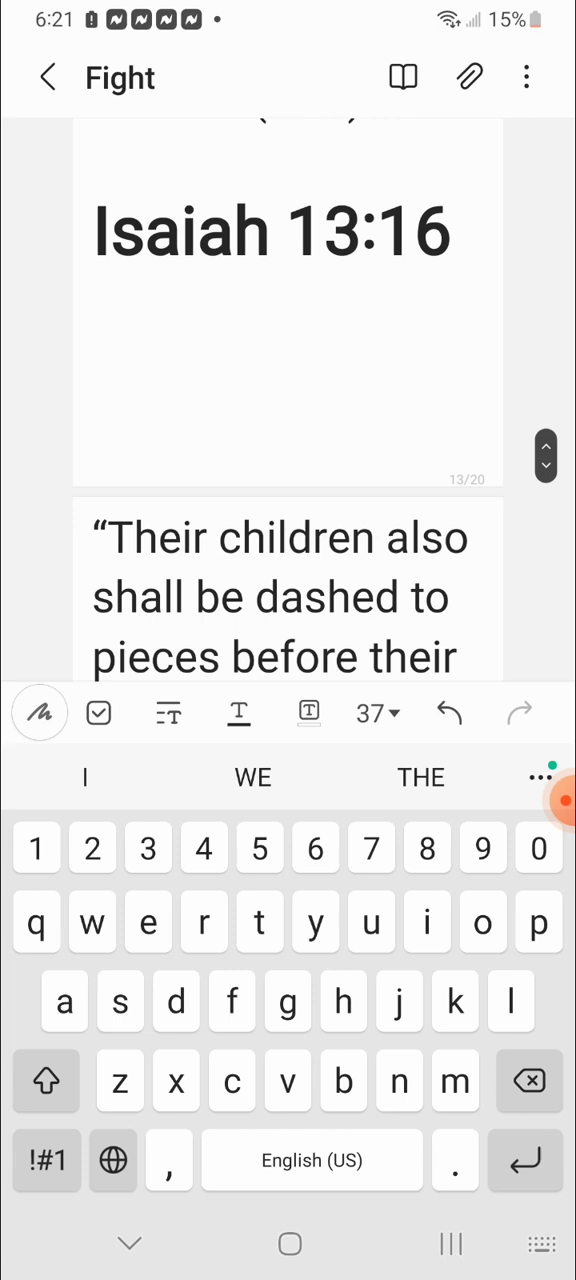 6:21 15%
Fight
Isaiah 13:16
13/20
“Their children also
shall be dashed to
pieces before their
37
I WE THE
1 2 3 4 5 6 7 8 9 0
q w e r t y u i o p
a s d f g h j k l
z x c v b n m
!#1 , English (US) .